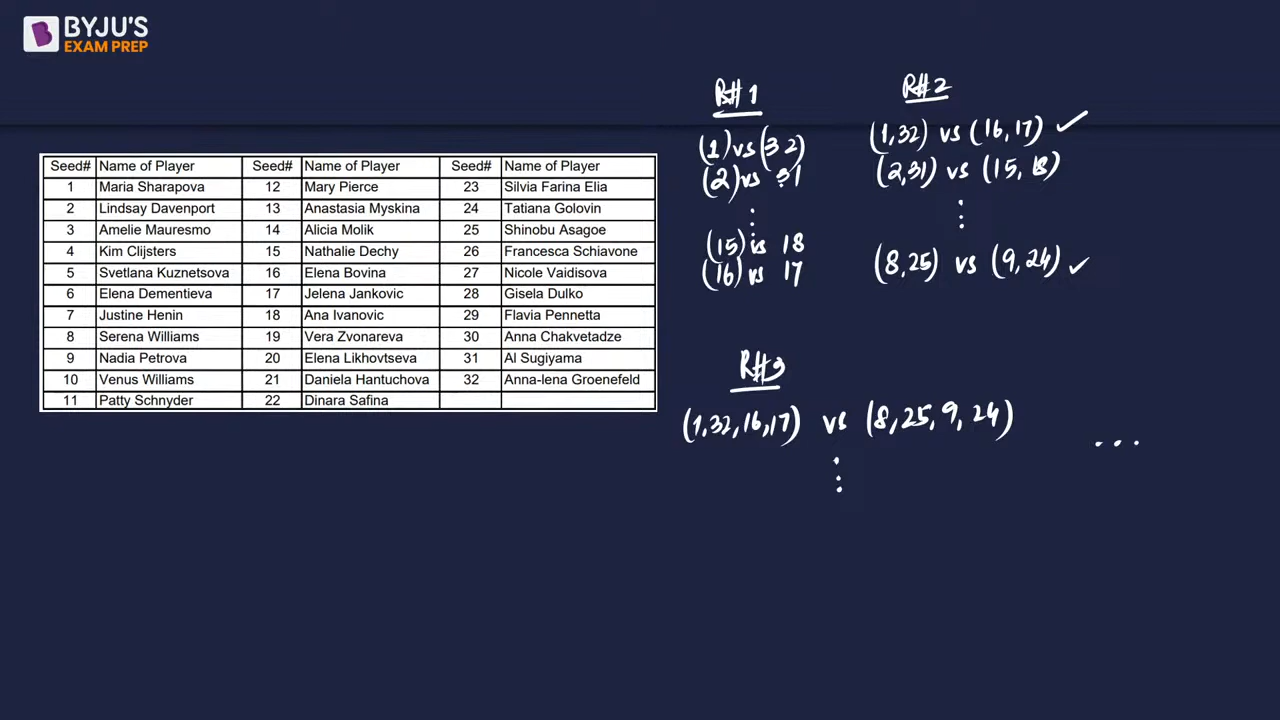 BYJU'S
EXAM PREP
Seed# Name of Player Seed# Name of Player Seed# Name of Player
1 Maria Sharapova 12 Mary Pierce 23 Silvia Farina Elia
2 Lindsay Davenport 13 Anastasia Myskina 24 Tatiana Golovin
3 Amelie Mauresmo 14 Alicia Molik 25 Shinobu Asagoe
4 Kim Clijsters 15 Nathalie Dechy 26 Francesca Schiavone
5 Svetlana Kuznetsova 16 Elena Bovina 27 Nicole Vaidisova
6 Elena Dementieva 17 Jelena Jankovic 28 Gisela Dulko
7 Justine Henin 18 Ana Ivanovic 29 Flavia Pennetta
8 Serena Williams 19 Vera Zvonareva 30 Anna Chakvetadze
9 Nadia Petrova 20 Elena Likhovtseva 31 Al Sugiyama
10 Venus Williams 21 Daniela Hantuchova 32 Anna-lena Groenefeld
11 Patty Schnyder 22 Dinara Safina
R#1
(1) vs (32)
(2) vs 31
⋮
(15) vs 18
(16) vs 17
R#2
(1,32) vs (16,17) ✓
(2,31) vs (15,18)
⋮
(8,25) vs (9,24) ✓
R#3
(1,32,16,17) vs (8,25,9,24) ...
⋮